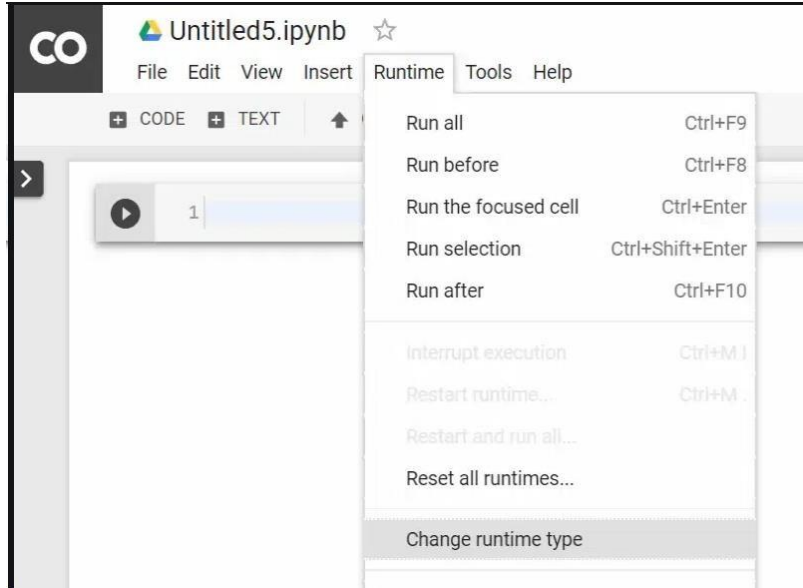 CO Untitled5.ipynb
File Edit View Insert Runtime Tools Help
CODE TEXT
1
Run all Ctrl+F9
Run before Ctrl+F8
Run the focused cell Ctrl+Enter
Run selection Ctrl+Shift+Enter
Run after Ctrl+F10
Interrupt execution Ctrl+M I
Restart runtime... Ctrl+M .
Restart and run all...
Reset all runtimes...
Change runtime type